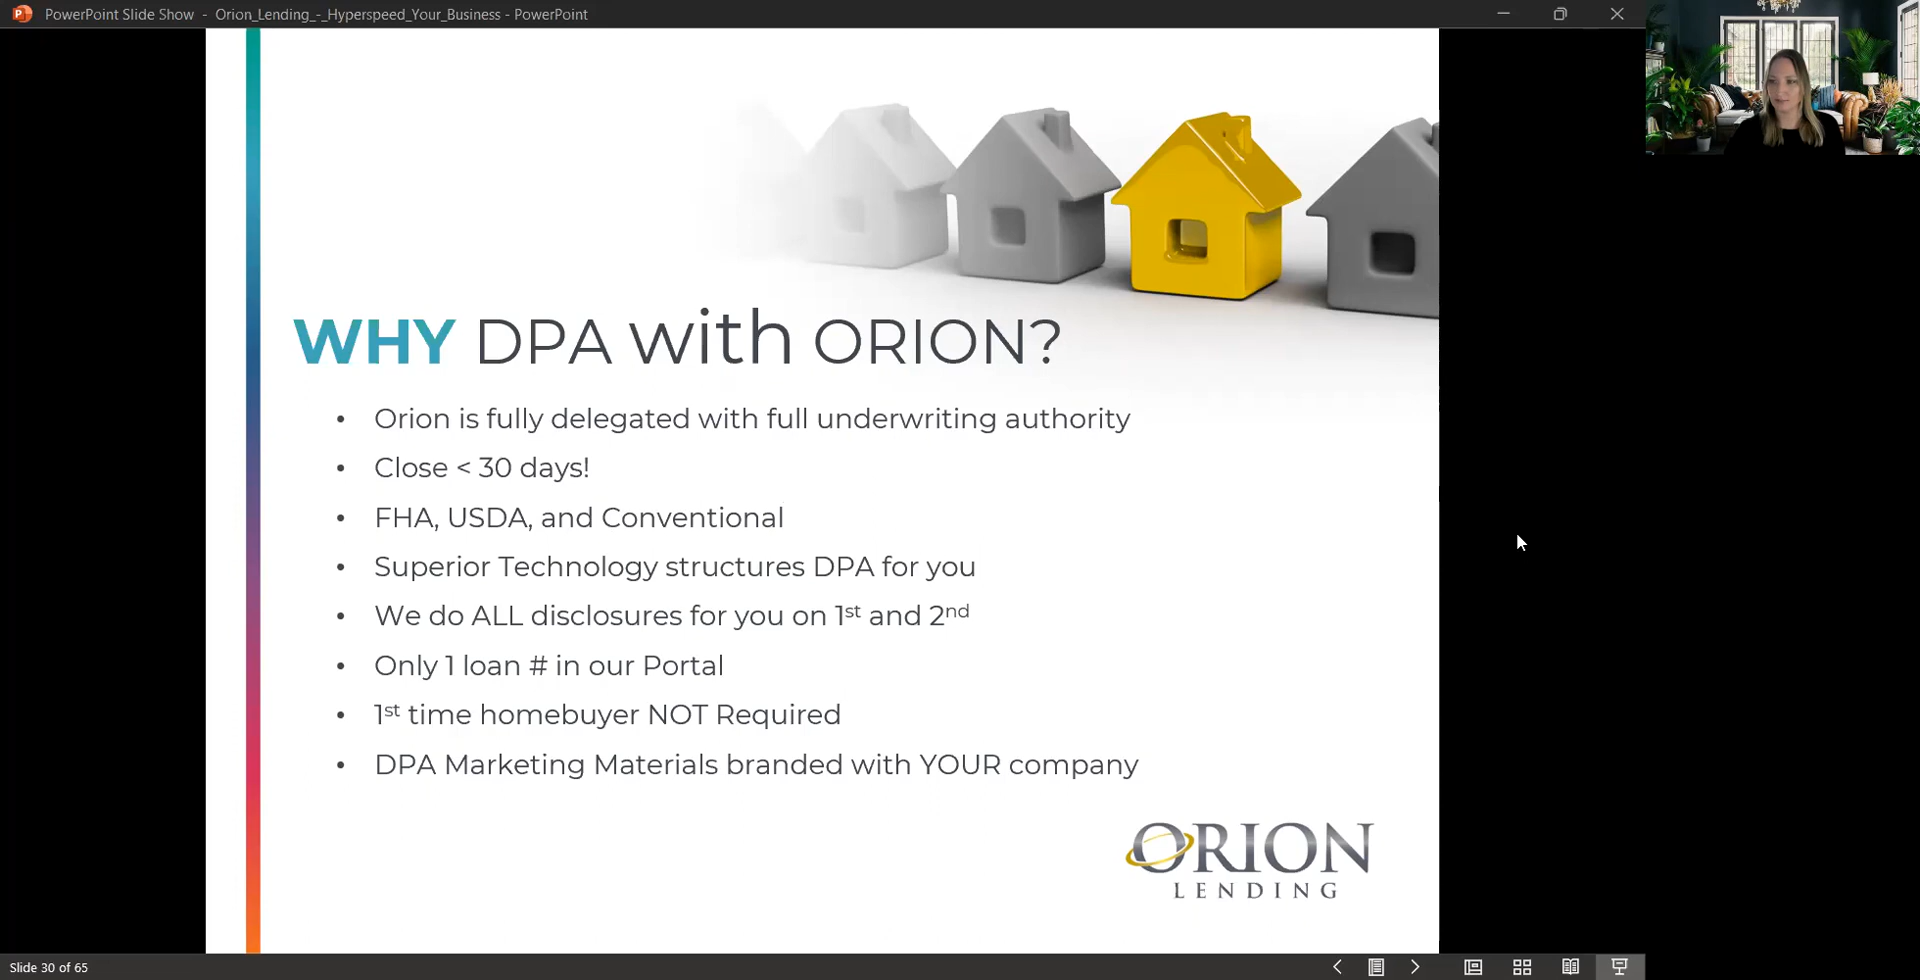 PowerPoint Slide Show - Orion_Lending_-_Hyperspeed_Your_Business - PowerPoint
WHY DPA with ORION?
• Orion is fully delegated with full underwriting authority
• Close < 30 days!
• FHA, USDA, and Conventional
• Superior Technology structures DPA for you
• We do ALL disclosures for you on 1st and 2nd
• Only 1 loan # in our Portal
• 1st time homebuyer NOT Required
• DPA Marketing Materials branded with YOUR company
ORION
LENDING
Slide 30 of 65